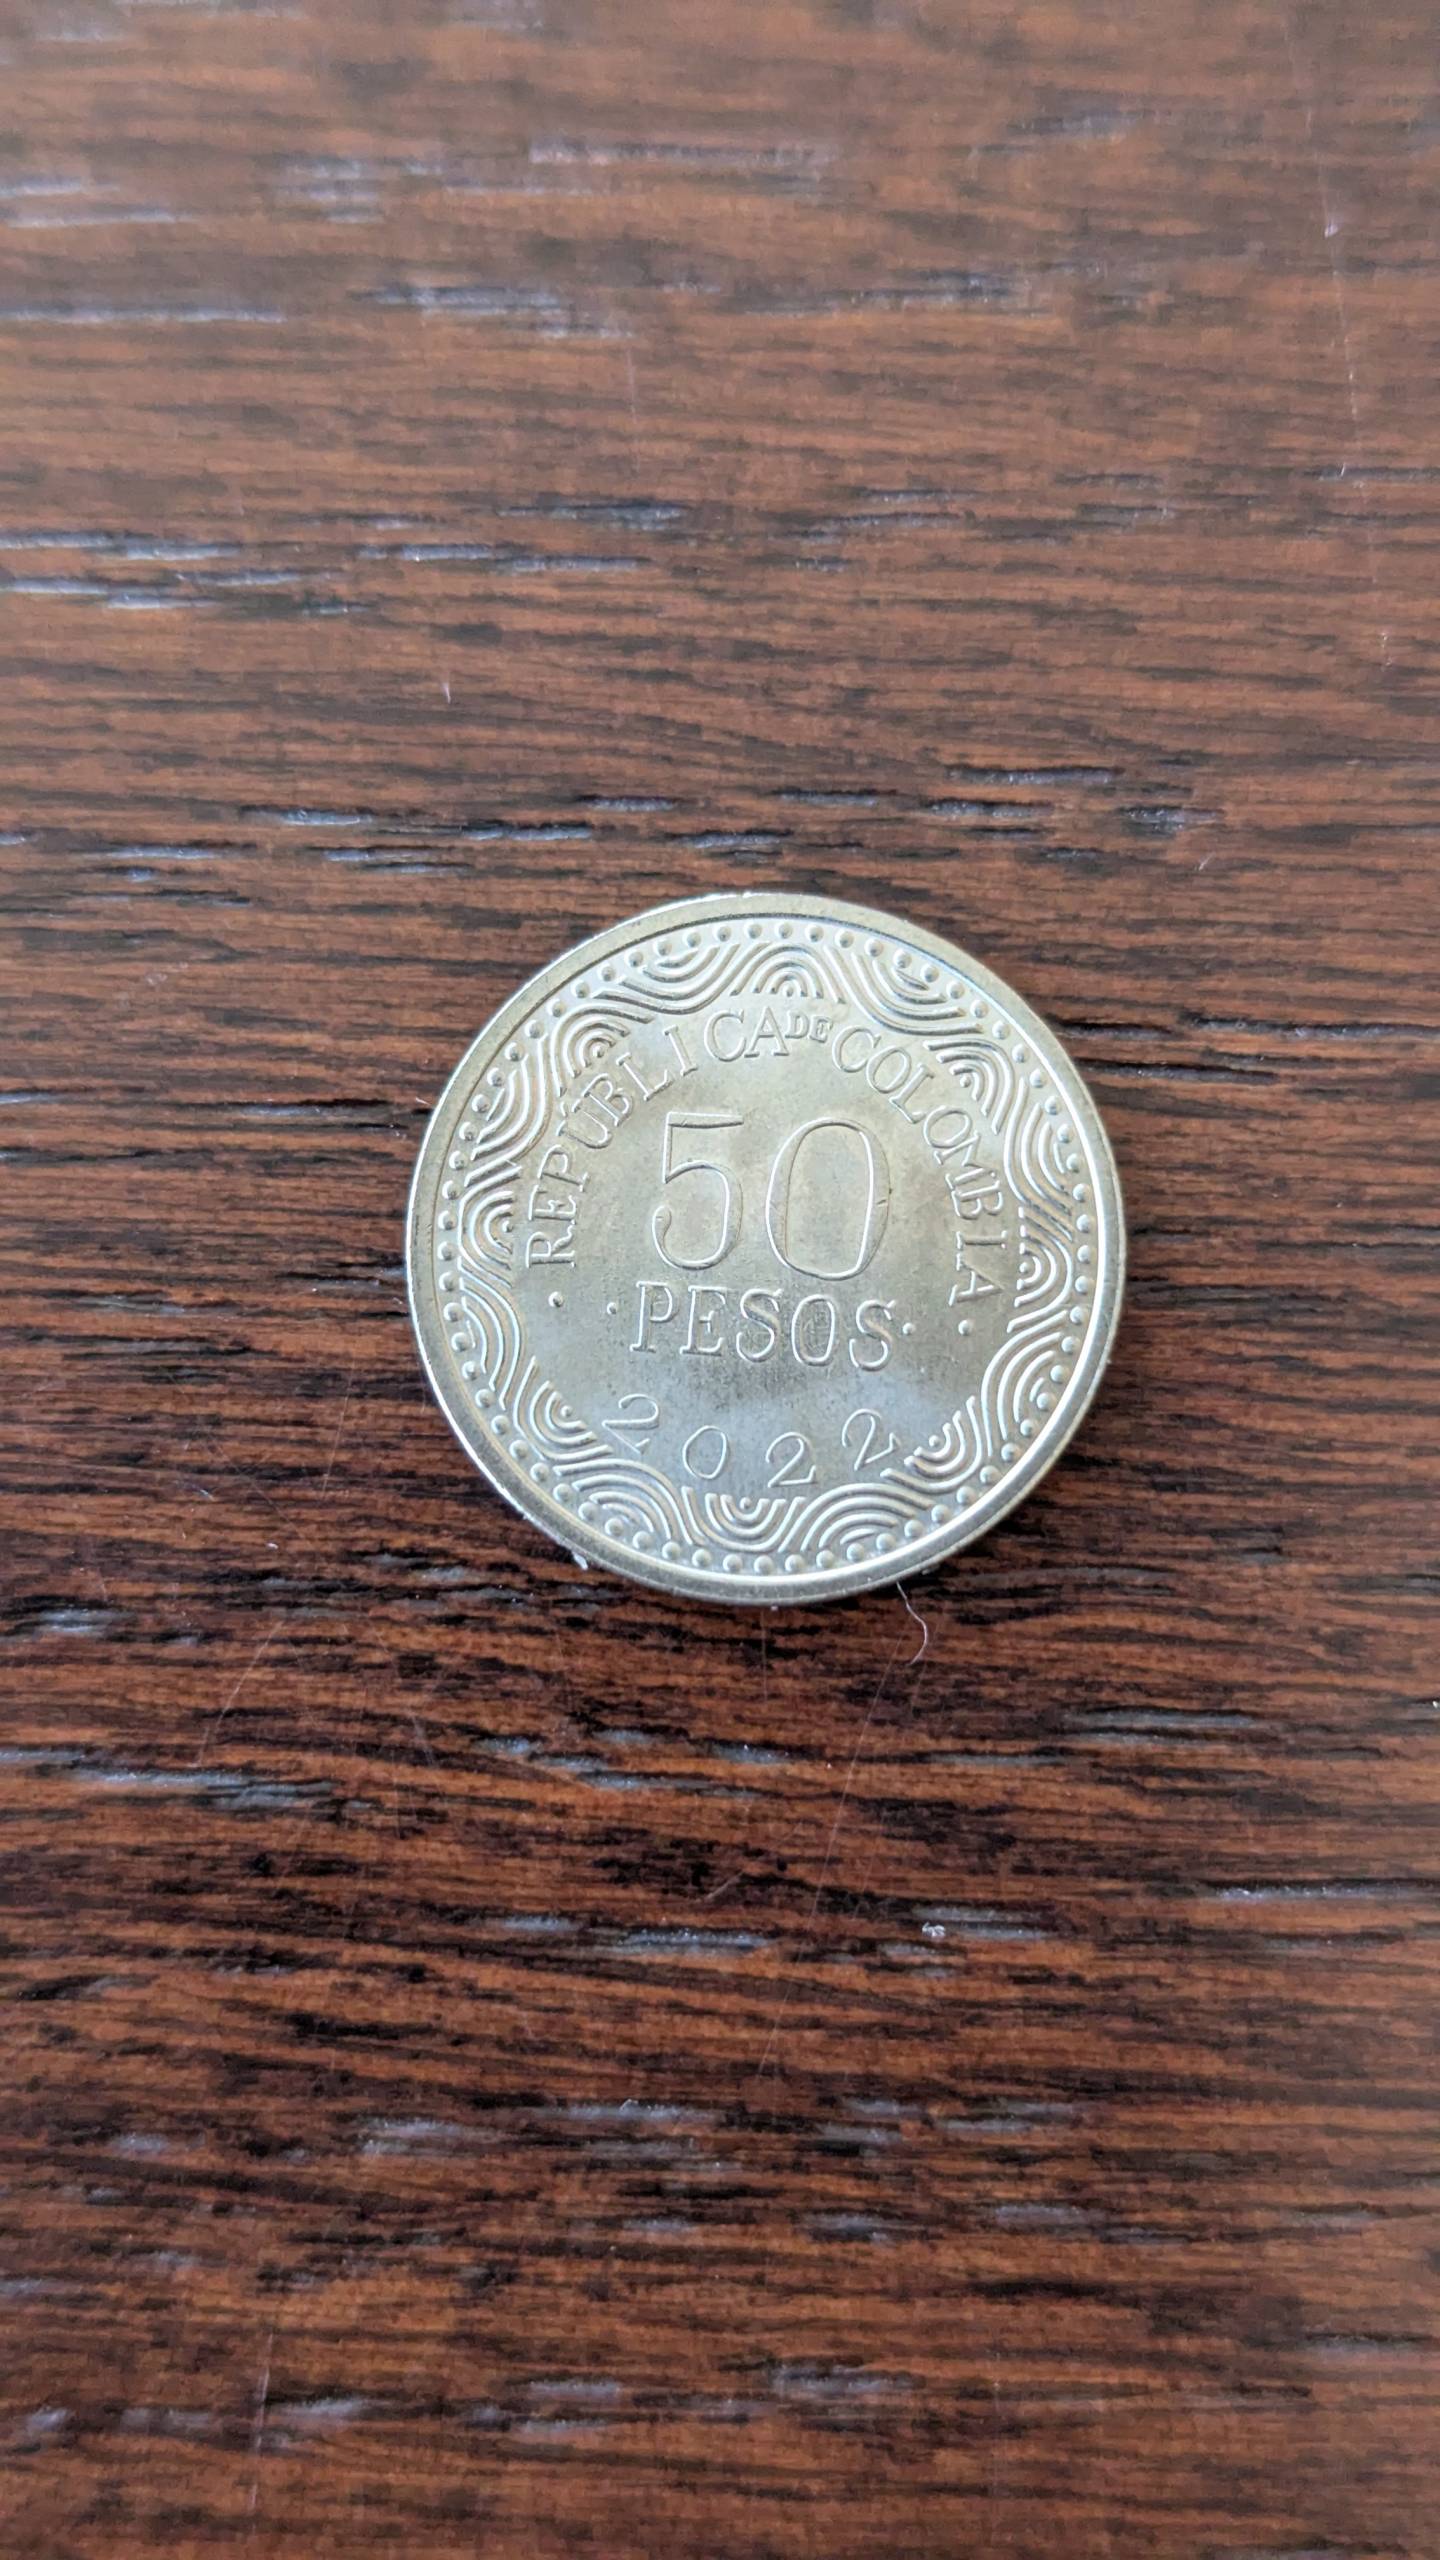 REPÚBLICA DE COLOMBIA
50
PESOS
2022